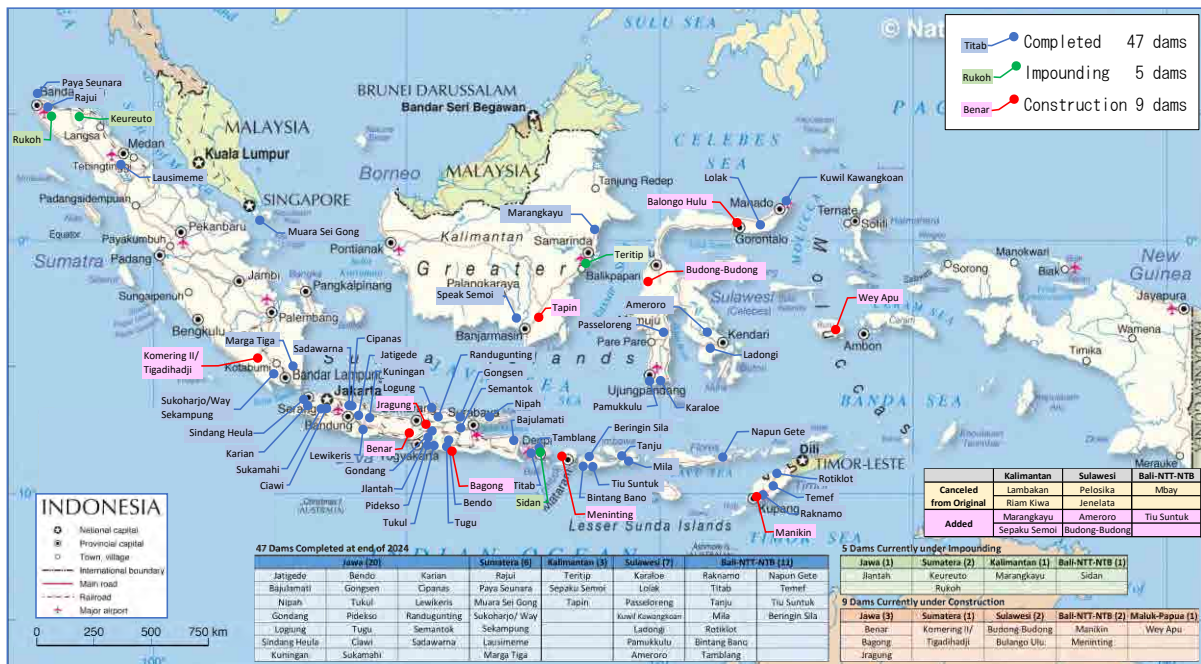 © Nat
Titab Completed 47 dams
Rukoh Impounding 5 dams
Benar Construction 9 dams
SULU SEA
Paya Seunara
Banda
Rajui
Keureuto
Rukoh
Langsa
Medan
Tebingtinggi
Lausimeme
BRUNEI DARUSSALAM
Bandar Seri Begawan
MALAYSIA
Kuala Lumpur
MALAYSIA
CELEBES
SEA
Borneo
Tanjung Redep
Lolak
Kuwil Kawangkoan
Manado
Padangsidempuan
SINGAPORE
Marangkayu
Balongo Hulu
Ternate
Sofifi
Halmahera
Muara Sei Gong
Pekanbaru
Equator
Payakumbuh
Pontianak
Kalimantan
Samarinda
Gorontalo
MOLUCCA
Manokwari
New
Guinea
Sumatra
Padang
Teritip
Greater
Balikpapan
Sorong
Biak
Jambi
Palangkaraya
Budong-Budong
Jayapura
Sungaipenuh
Pangkalpinang
Speak Semoi
Tapin
Ameroro
Sulawesi
(Celebes)
Wey Apu
Palembang
Bengkulu
Banjarmasin
Passeloreng
Mamuju
Kendari
Ceram
Wamena
Cipanas
Pare Pare
Ambon
Marga Tiga
Sadawarna
Ladongi
Timika
Komering II/
Tigadihadji
Jatigede
Randugunting
Kotabumi
Kuningan
Gongsen
Bandar Lampung
Logung
Semantok
Ujungpandang
Jakarta
JAVA SEA
BANDA SEA
Sukoharjo/Way
Sekampung
Serang
Jragung
Surabaya
Nipah
Pamukkulu
Karaloe
Bandung
Bajulamati
Sindang Heula
Beringin Sila
Napun Gete
Benar
Tamblang
Tanju
Flores
Dili
Merauke
Karian
Lewikeris
Yogyakarta
TIMOR-LESTE
Sukamahi
Gondang
Mataram
Mila
Rotiklot
Jlantah
Bagong
Titab
Tiu Suntuk
Temef
Ciawi
Pidekso
Bendo
Bintang Bano
Kupang
Raknamo
Tukul
Tugu
Sidan
Meninting
Lesser Sunda Islands
Manikin
TIMOR SEA
INDIAN OCEAN
Kalimantan Sulawesi Bali-NTT-NTB
Canceled
from Original
Lambakan Pelosika Mbay
Riam Kiwa Jenelata
Added
Marangkayu Ameroro Tiu Suntuk
Sepaku Semoi Budong-Budong
INDONESIA
National capital
Provincial capital
Town, village
International boundary
Main road
Railroad
Major airport
0 250 500 750 km
100°
47 Dams Completed at end of 2024
Jawa (20) Sumatera (6) Kalimantan (3) Sulawesi (7) Bali-NTT-NTB (11)
Jatigede Bendo Karian Rajui Teritip Karaloe Raknamo Napun Gete
Bajulamati Gongsen Cipanas Paya Seunara Sepaku Semoi Lolak Titab Temef
Nipah Tukul Lewikeris Muara Sei Gong Tapin Passeloreng Tanju Tiu Suntuk
Gondang Pidekso Randugunting Sukoharjo/ Way Kuwil Kawangkoan Mila Beringin Sila
Logiung Tugu Semantok Sekampung Ladongi Rotiklot
Sindang Heula Ciawi Sadawarna Lausimeme Pamukkulu Bintang Bano
Kuningan Sukamahi Marga Tiga Ameroro Tamblang
5 Dams Currently under Impounding
Jawa (1) Sumatera (2) Kalimantan (1) Bali-NTT-NTB (1)
Jlantah Keureuto Marangkayu Sidan
Rukoh
9 Dams Currently under Construction
Jawa (3) Sumatera (1) Sulawesi (2) Bali-NTT-NTB (2) Maluk-Papua (1)
Benar Komering II/ Budong-Budong Manikin Wey Apu
Bagong Tigadihadji Bulango Ulu. Meninting
Jragung